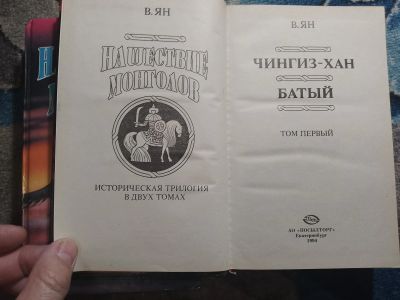 В. ЯН
НАШЕСТВИЕ
МОНГОЛОВ
ИСТОРИЧЕСКАЯ ТРИЛОГИЯ
В ДВУХ ТОМАХ
В. ЯН
ЧИНГИЗ-ХАН
БАТЫЙ
ТОМ ПЕРВЫЙ
АО «ПОСЫЛТОРГ»
Екатеринбург
1994